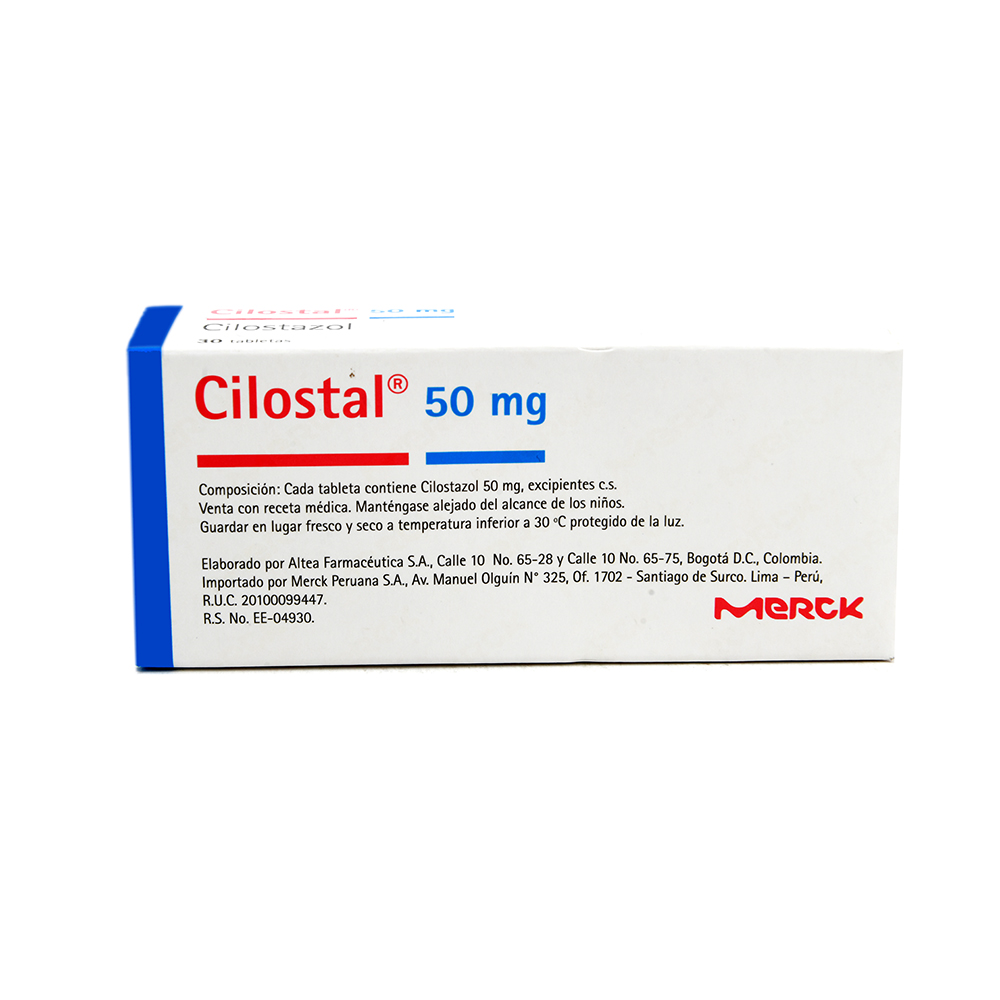 Cilostal® 50 mg
Cilostazol
30 tabletas
Cilostal® 50 mg
Composición: Cada tableta contiene Cilostazol 50 mg, excipientes c.s.
Venta con receta médica. Manténgase alejado del alcance de los niños.
Guardar en lugar fresco y seco a temperatura inferior a 30 ºC protegido de la luz.
Elaborado por Altea Farmacéutica S.A., Calle 10 No. 65-28 y Calle 10 No. 65-75, Bogotá D.C., Colombia.
Importado por Merck Peruana S.A., Av. Manuel Olguín N° 325, Of. 1702 - Santiago de Surco. Lima – Perú,
R.U.C. 20100099447.
R.S. No. EE-04930.
MERCK